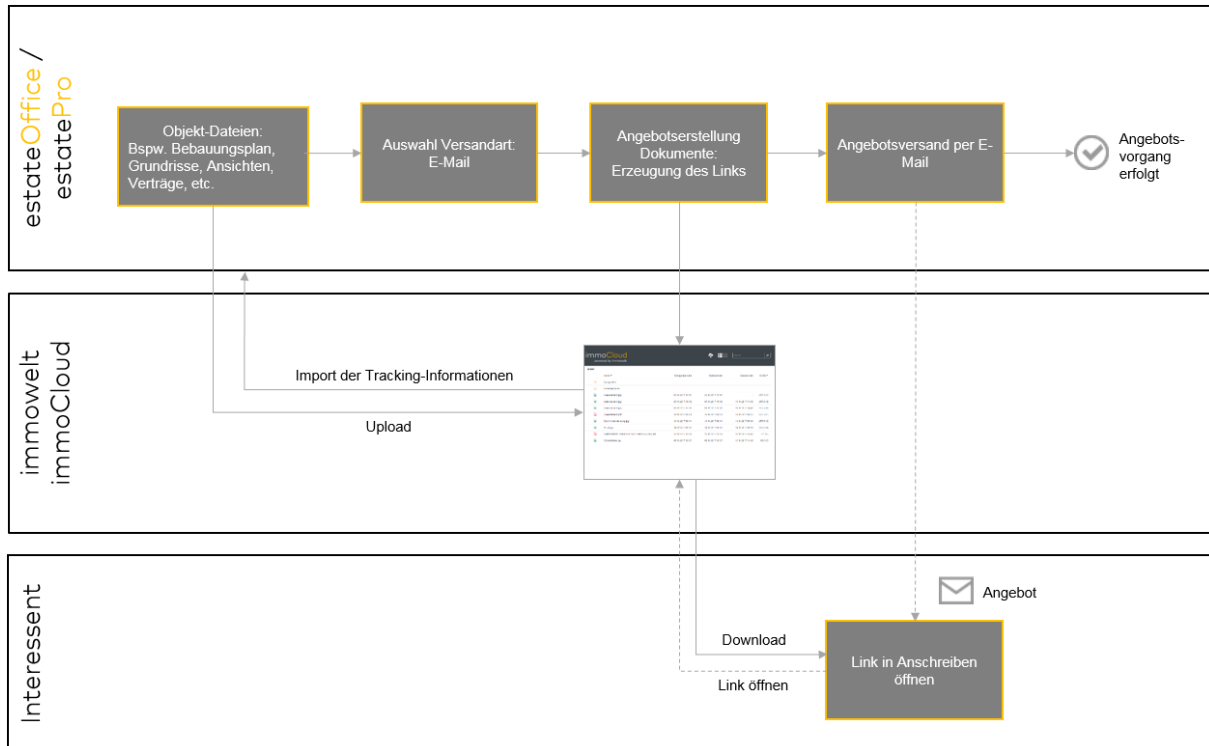 estateOffice /
estatePro
Objekt-Dateien:
Bspw. Bebauungsplan,
Grundrisse, Ansichten,
Verträge, etc.
Auswahl Versandart:
E-Mail
Angebotserstellung
Dokumente:
Erzeugung des Links
Angebotsversand per E-
Mail
Angebots-
vorgang
erfolgt
immowelt
immoCloud
immoCloud
Import der Tracking-Informationen
Upload
Interessent
Angebot
Download
Link öffnen
Link in Anschreiben
öffnen